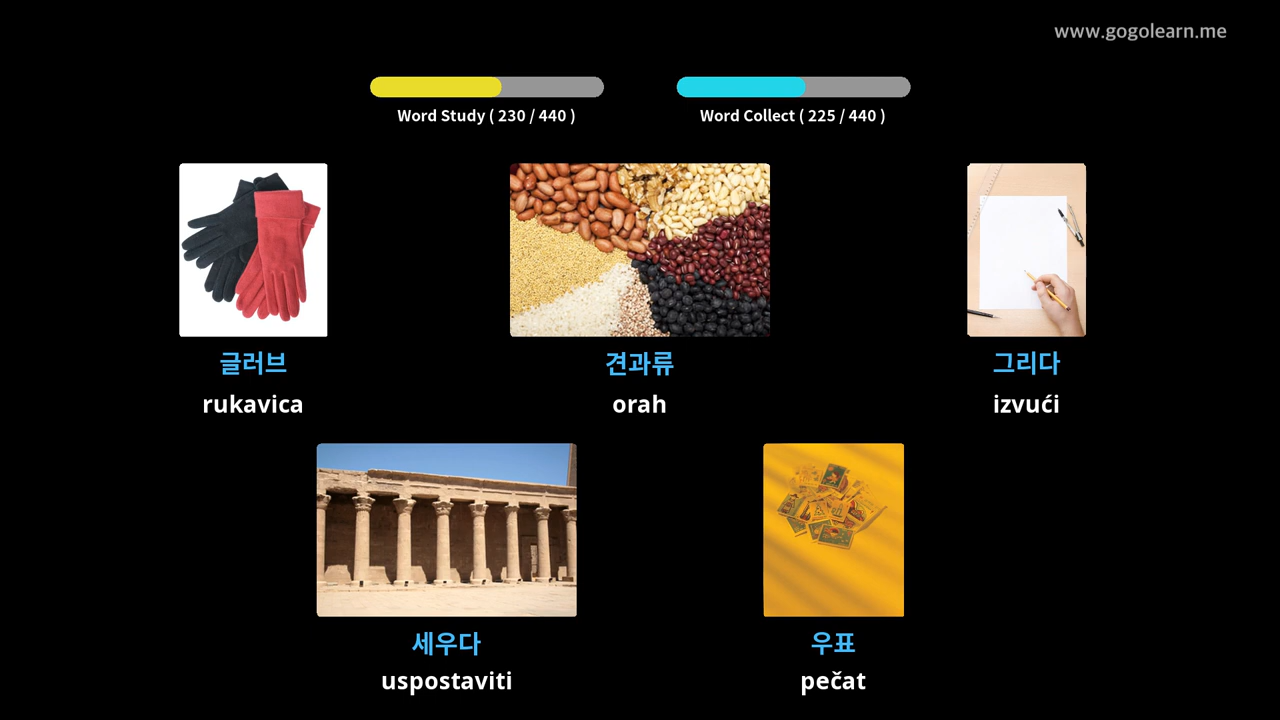 www.gogolearn.me
Word Study ( 230 / 440 )
Word Collect ( 225 / 440 )
글러브
rukavica
견과류
orah
그리다
izvući
세우다
uspostaviti
우표
pečat